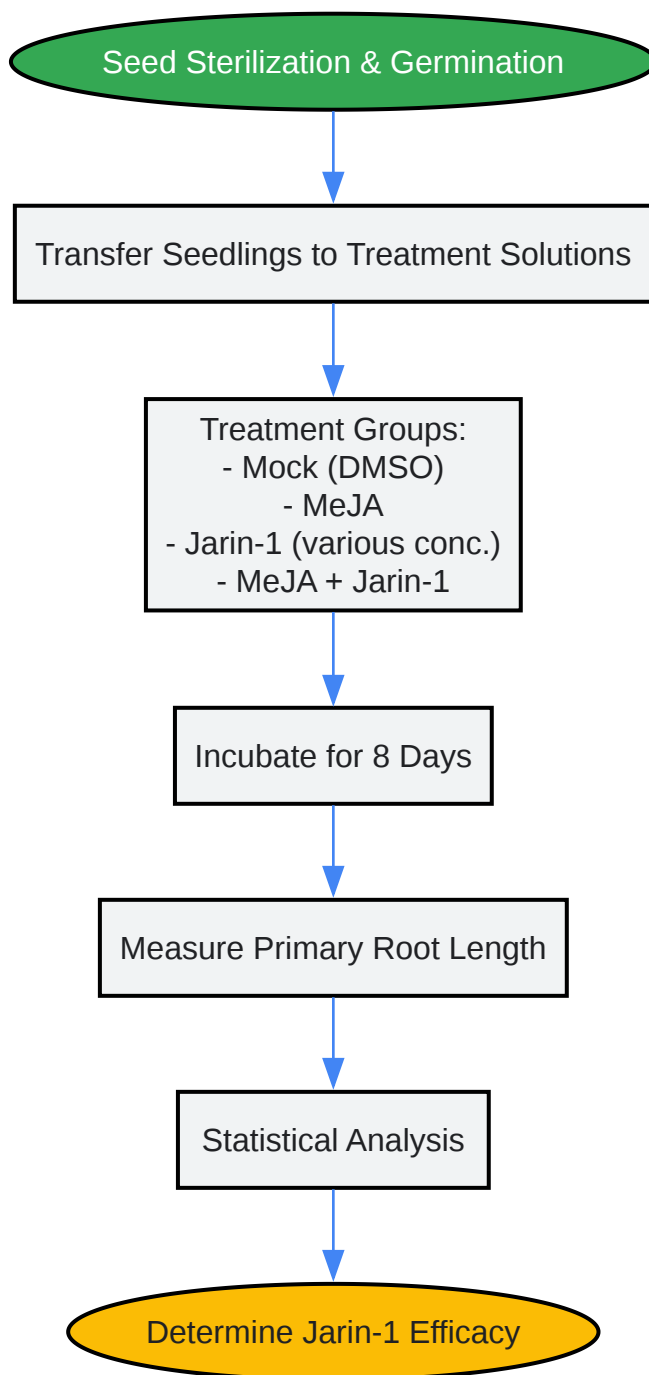 Seed Sterilization & Germination
Transfer Seedlings to Treatment Solutions
Treatment Groups:
- Mock (DMSO)
- MeJA
- Jarin-1 (various conc.)
- MeJA + Jarin-1
Incubate for 8 Days
Measure Primary Root Length
Statistical Analysis
Determine Jarin-1 Efficacy